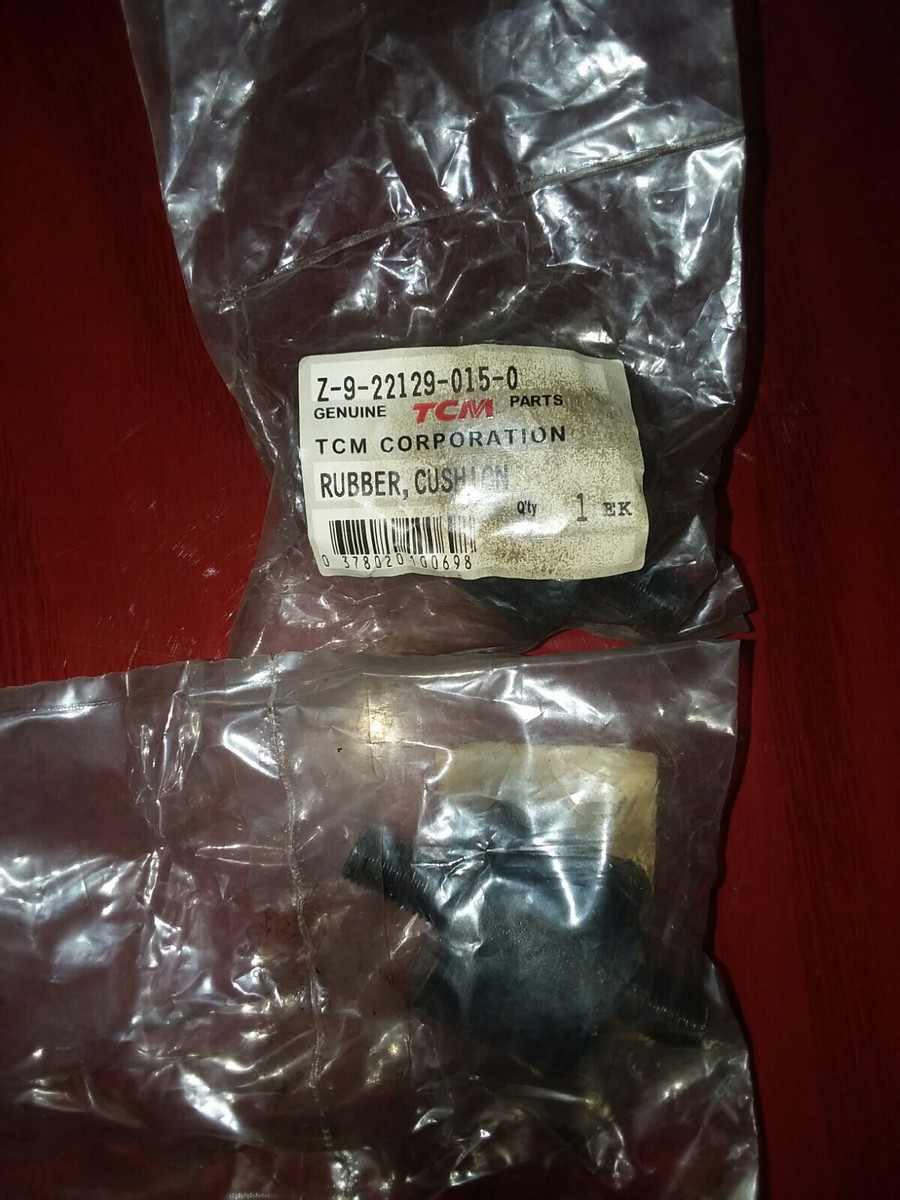 Z-9-22129-015-0
GENUINE TCM PARTS
TCM CORPORATION
RUBBER, CUSHION
Q'ty 1 EK
0 378020100698